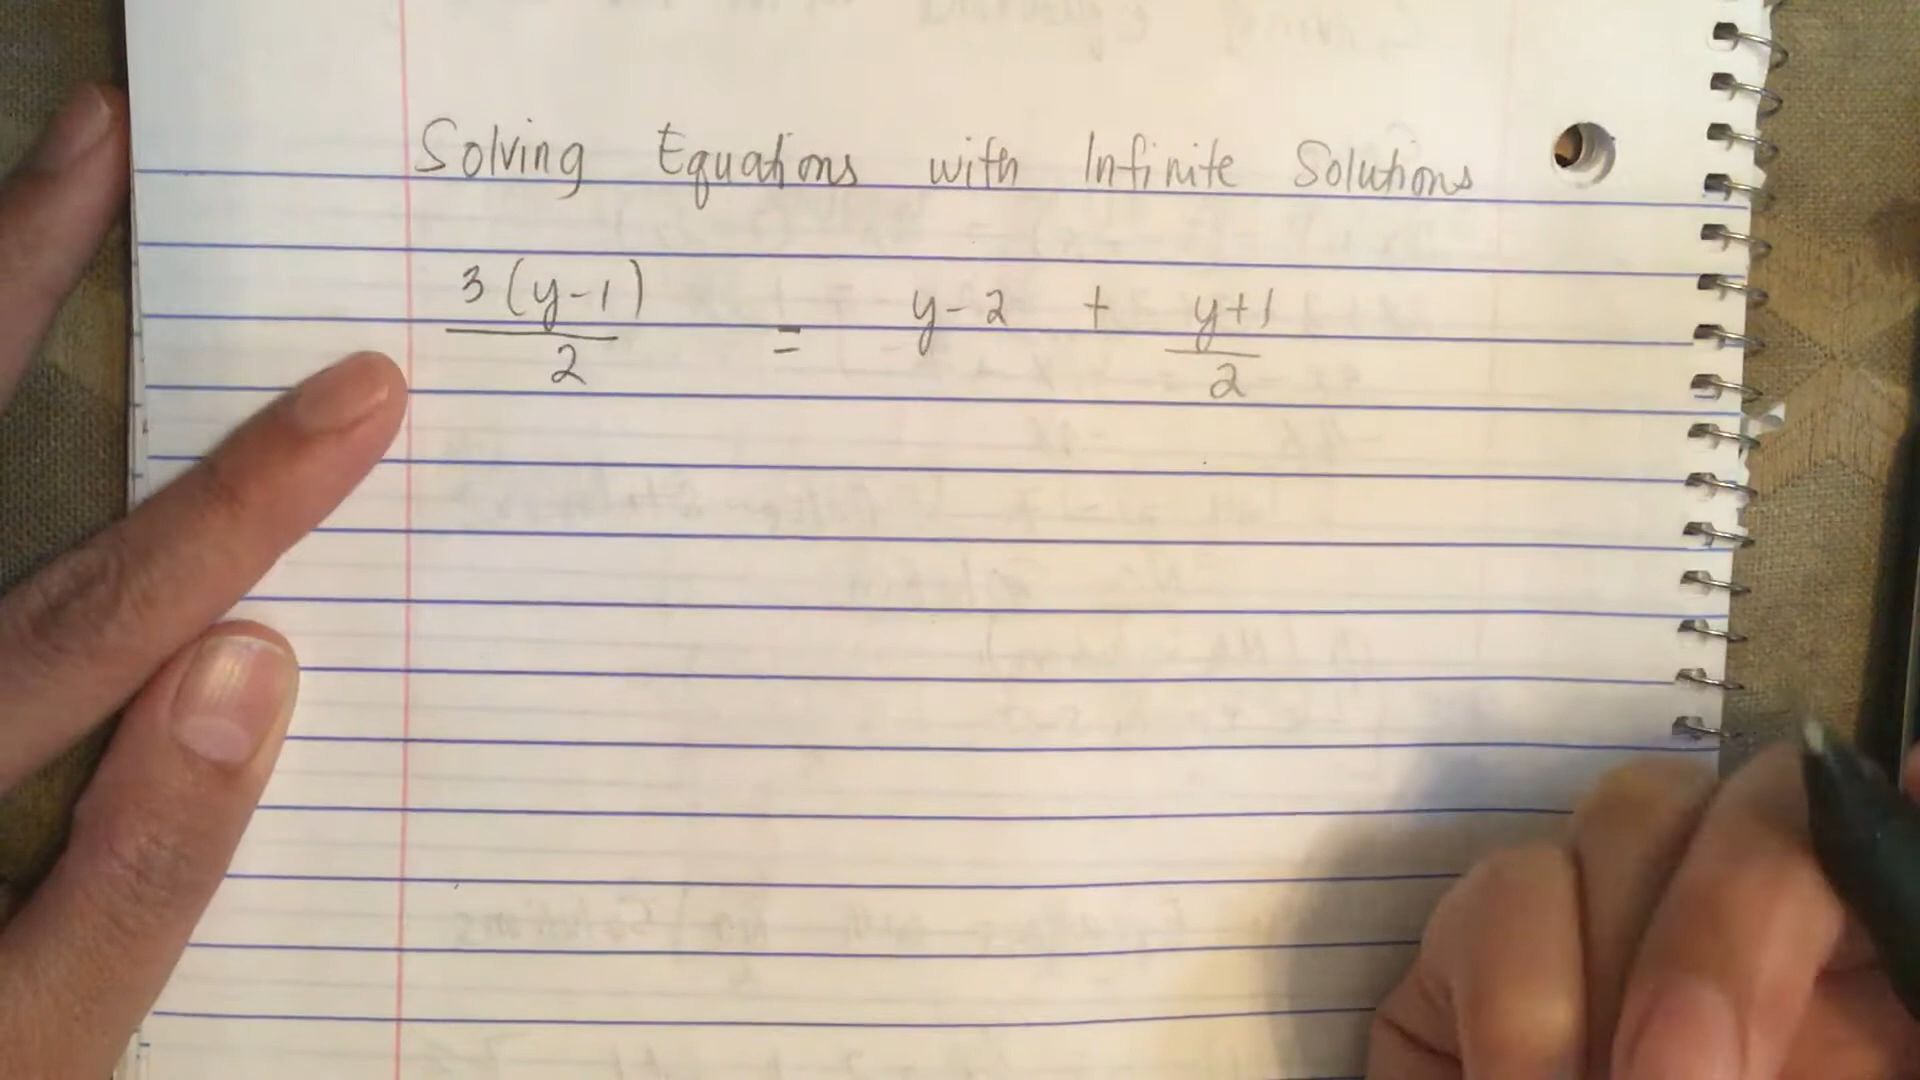 Solving Equations with Infinite Solutions
3(y-1)/2 = y-2 + y+1/2